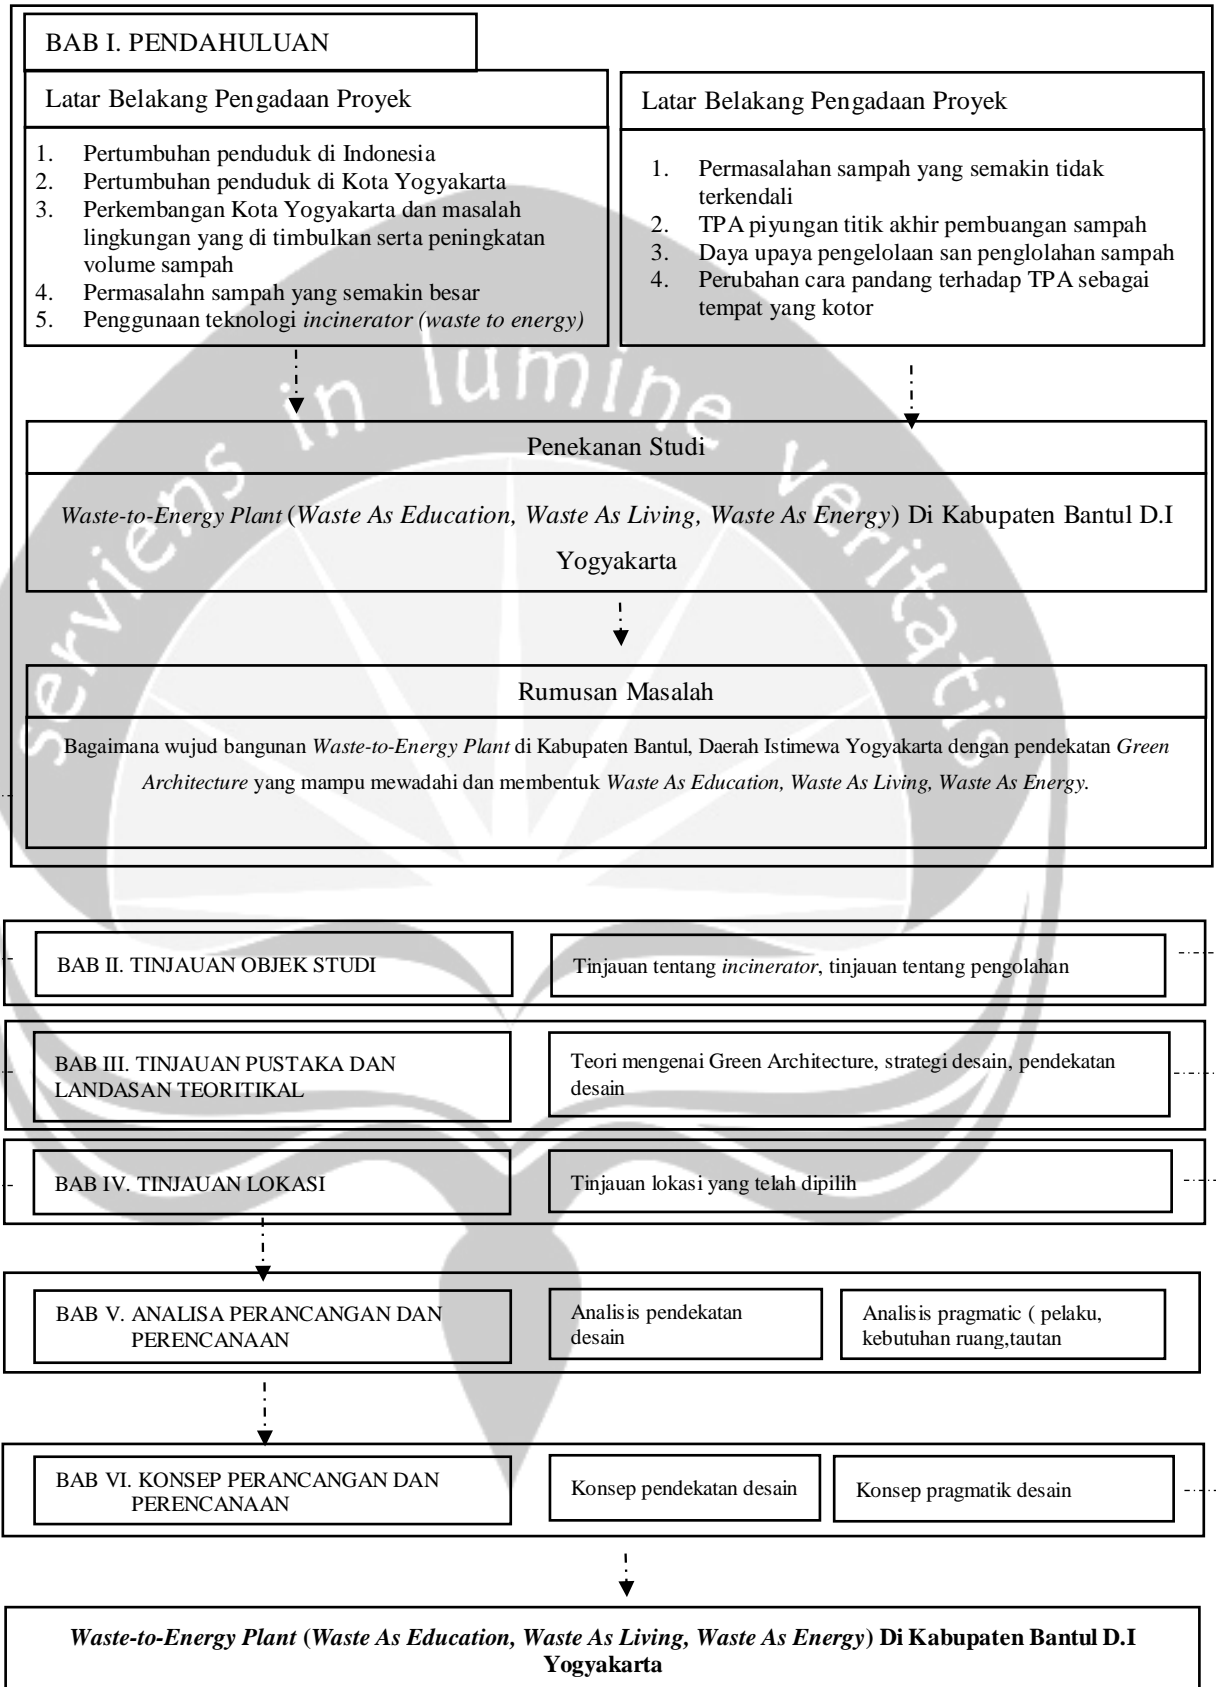 BAB I. PENDAHULUAN
Latar Belakang Pengadaan Proyek
1. Pertumbuhan penduduk di Indonesia
2. Pertumbuhan penduduk di Kota Yogyakarta
3. Perkembangan Kota Yogyakarta dan masalah
lingkungan yang di timbulkan serta peningkatan
volume sampah
4. Permasalahn sampah yang semakin besar
5. Penggunaan teknologi incinerator (waste to energy)
Latar Belakang Pengadaan Proyek
1. Permasalahan sampah yang semakin tidak
terkendali
2. TPA piyungan titik akhir pembuangan sampah
3. Daya upaya pengelolaan san penglolahan sampah
4. Perubahan cara pandang terhadap TPA sebagai
tempat yang kotor
serviens in lumine veritatis
Penekanan Studi
Waste-to-Energy Plant (Waste As Education, Waste As Living, Waste As Energy) Di Kabupaten Bantul D.I
Yogyakarta
Rumusan Masalah
Bagaimana wujud bangunan Waste-to-Energy Plant di Kabupaten Bantul, Daerah Istimewa Yogyakarta dengan pendekatan Green
Architecture yang mampu mewadahi dan membentuk Waste As Education, Waste As Living, Waste As Energy.
BAB II. TINJAUAN OBJEK STUDI
Tinjauan tentang incinerator, tinjauan tentang pengolahan
BAB III. TINJAUAN PUSTAKA DAN
LANDASAN TEORITIKAL
Teori mengenai Green Architecture, strategi desain, pendekatan
desain
BAB IV. TINJAUAN LOKASI
Tinjauan lokasi yang telah dipilih
BAB V. ANALISA PERANCANGAN DAN
PERENCANAAN
Analisis pendekatan
desain
Analisis pragmatic ( pelaku,
kebutuhan ruang,tautan
BAB VI. KONSEP PERANCANGAN DAN
PERENCANAAN
Konsep pendekatan desain
Konsep pragmatik desain
Waste-to-Energy Plant (Waste As Education, Waste As Living, Waste As Energy) Di Kabupaten Bantul D.I
Yogyakarta